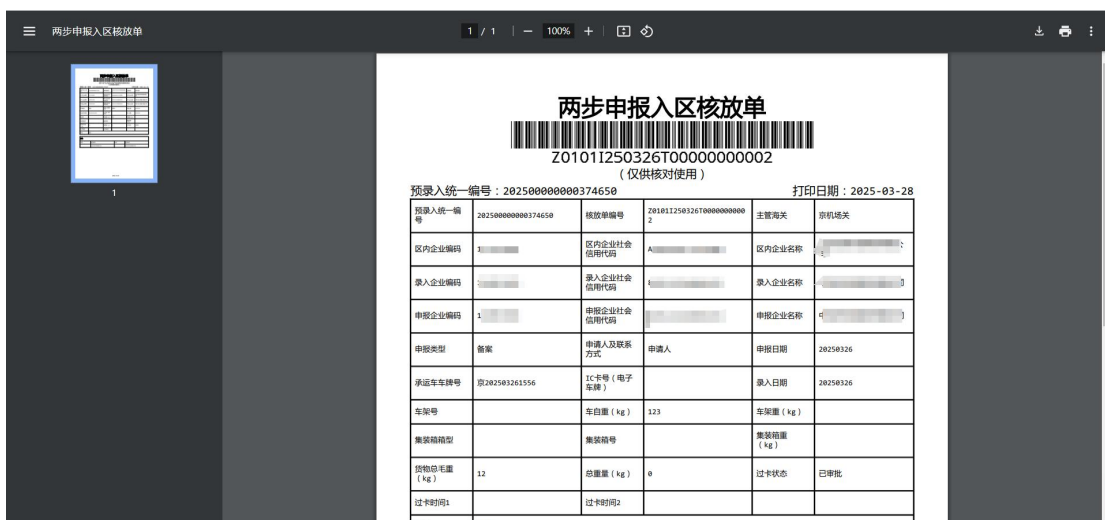 两步申报入区核放单
1 / 1
100%
1
两步申报入区核放单
Z0101I250326T00000000002
（仅供核对使用）
预录入统一编号：202500000000374650 打印日期：2025-03-28
预录入统一编号 202500000000374650 核放单编号 Z0101I250326T00000000002 主管海关 京机场关
区内企业编码 1 区内企业社会信用代码 A 区内企业名称
录入企业编码 录入企业社会信用代码 录入企业名称
申报企业编码 1 申报企业社会信用代码 申报企业名称
申报类型 备案 申请人及联系方式 申请人 申报日期 20250326
承运车车牌号 京202503261556 IC卡号（电子车牌） 录入日期 20250326
车架号 车自重（kg） 123 车架重（kg）
集装箱箱型 集装箱号 集装箱重（kg）
货物总毛重（kg） 12 总重量（kg） 0 过卡状态 已审批
过卡时间1 过卡时间2